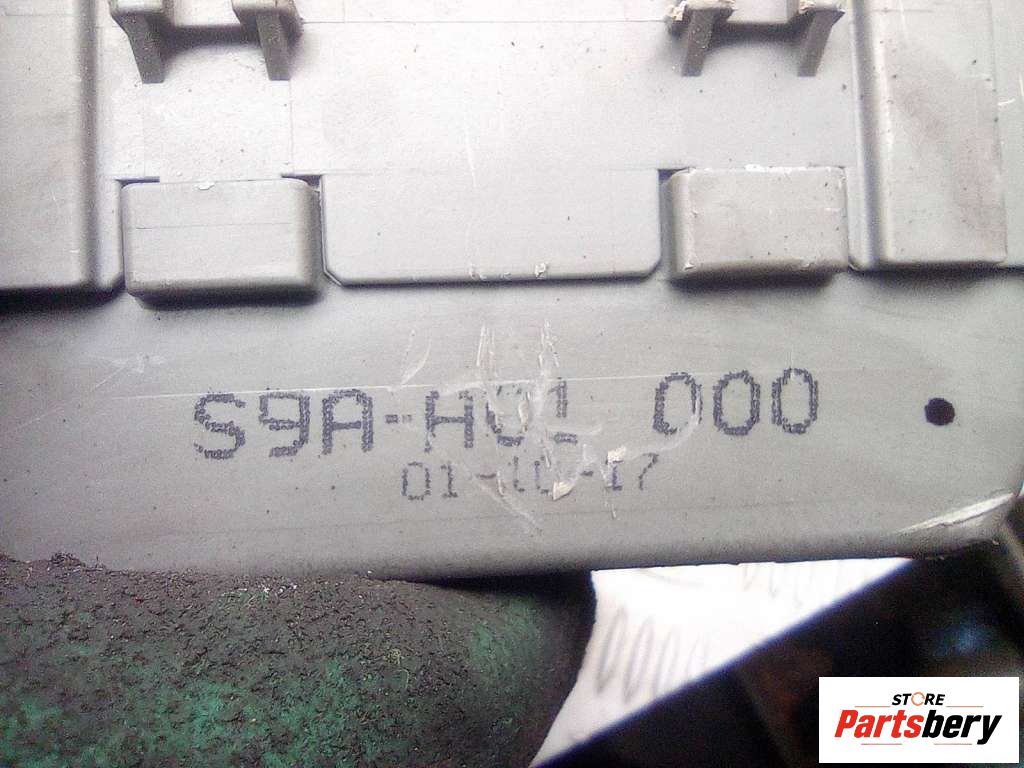 S9A-H01 000
01-10-17
STORE
Partsbery